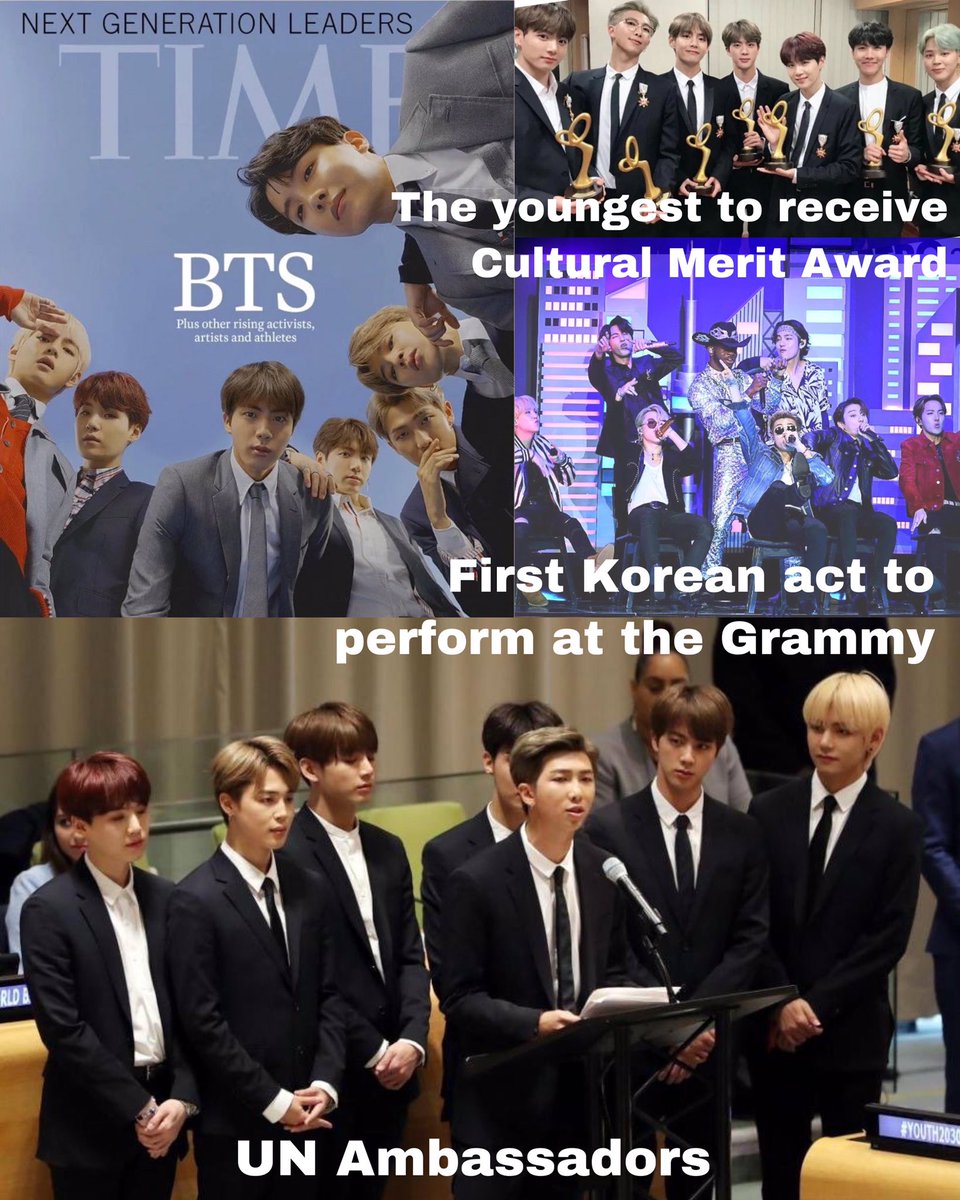 NEXT GENERATION LEADERS
TIME
BTS
Plus other rising activists,
artists and athletes
The youngest to receive
Cultural Merit Award
First Korean act to
perform at the Grammy
#YOUTH2030
UN Ambassadors